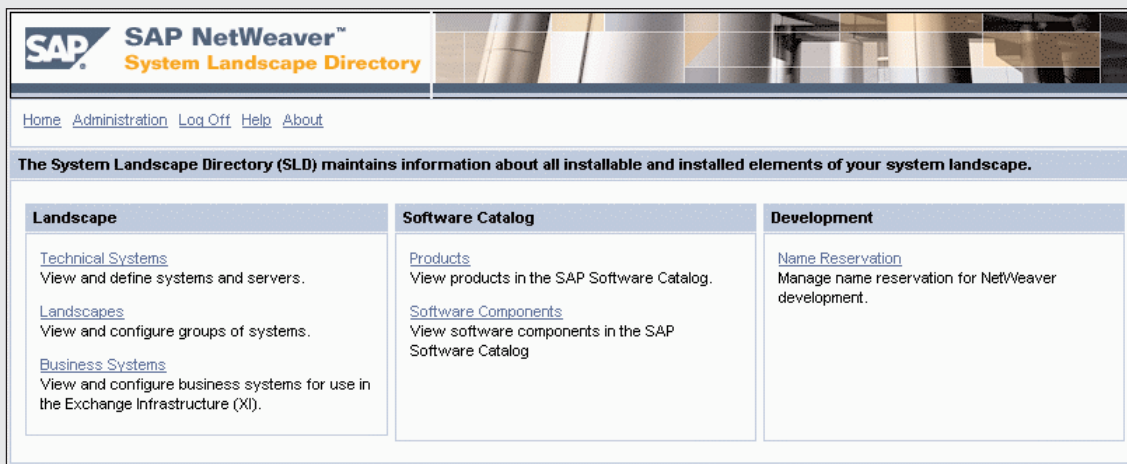 SAP
SAP NetWeaver™
System Landscape Directory
Home Administration Log Off Help About
The System Landscape Directory (SLD) maintains information about all installable and installed elements of your system landscape.
Landscape
Technical Systems
View and define systems and servers.
Landscapes
View and configure groups of systems.
Business Systems
View and configure business systems for use in
the Exchange Infrastructure (XI).
Software Catalog
Products
View products in the SAP Software Catalog.
Software Components
View software components in the SAP
Software Catalog
Development
Name Reservation
Manage name reservation for NetWeaver
development.